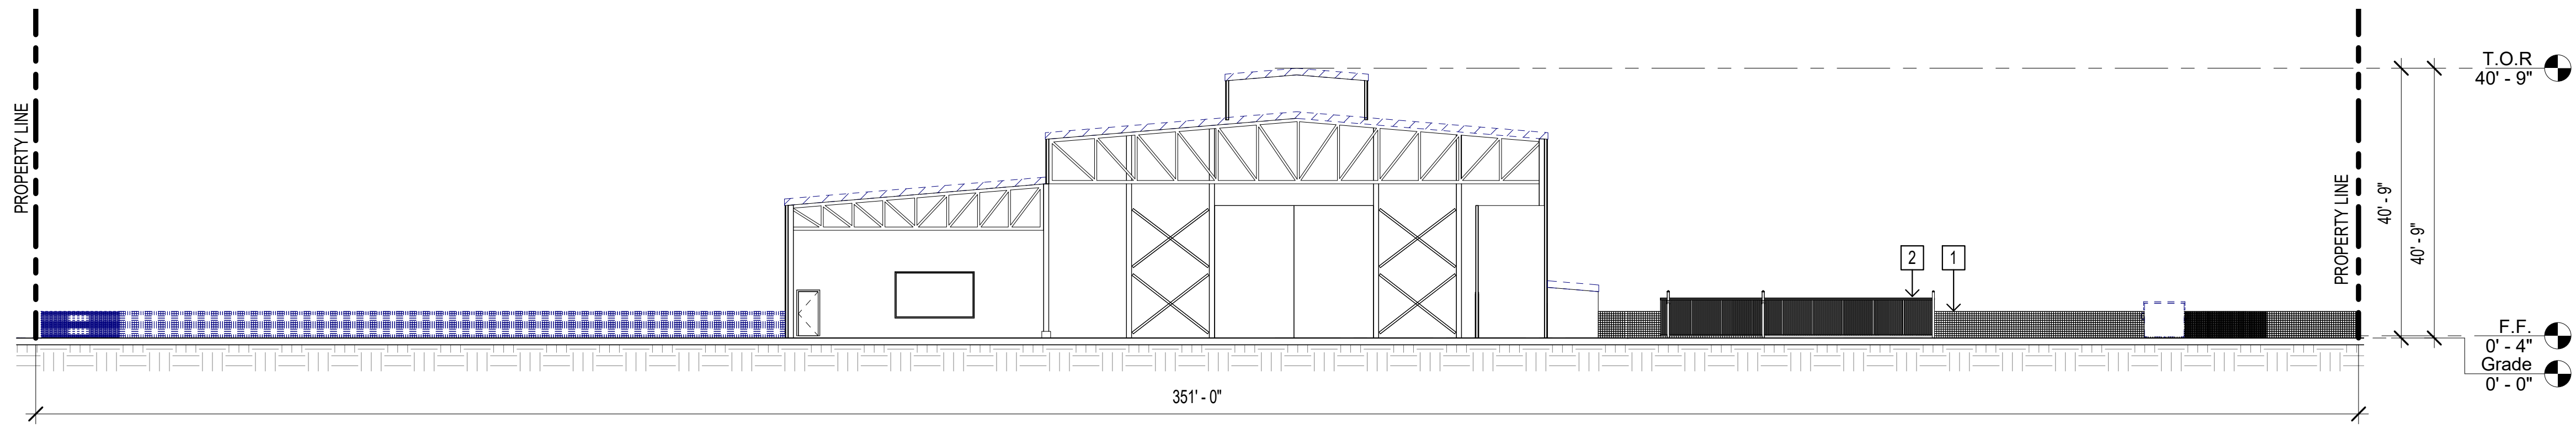 PROPERTY LINE
2
1
PROPERTY LINE
40' - 9"
40' - 9"
T.O.R
40' - 9"
F.F.
0' - 4"
Grade
0' - 0"
351' - 0"